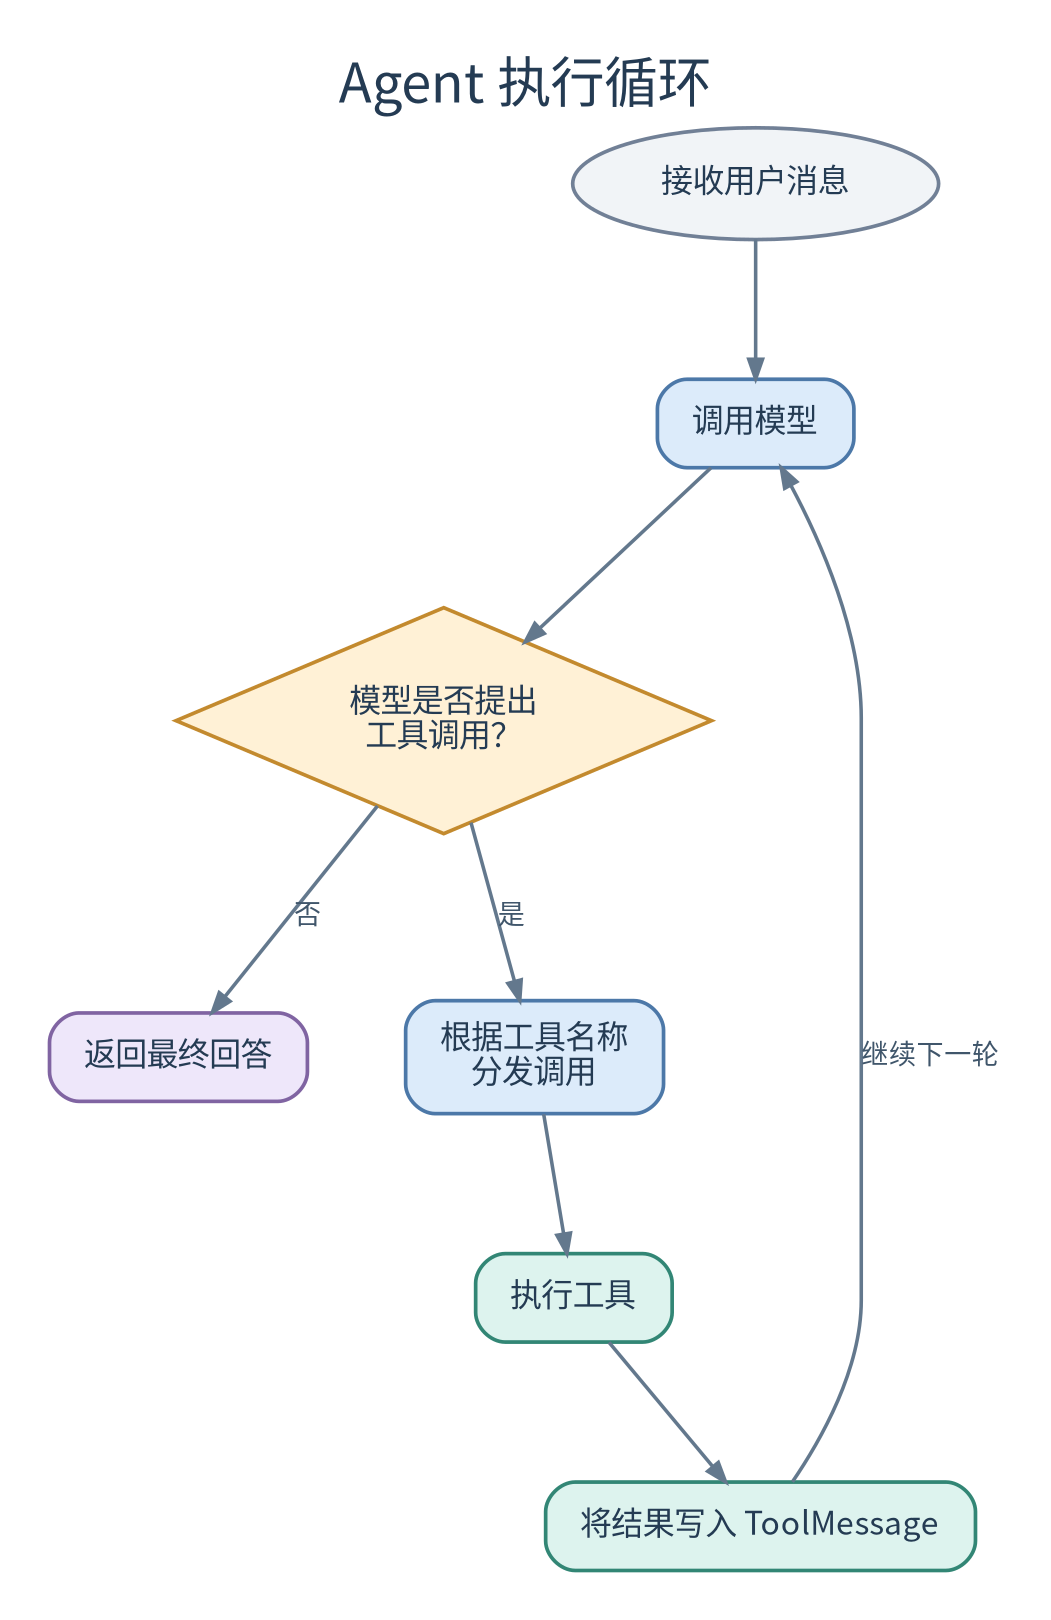 Agent 执行循环
接收用户消息
调用模型
模型是否提出
工具调用？
否
是
返回最终回答
根据工具名称
分发调用
继续下一轮
执行工具
将结果写入 ToolMessage